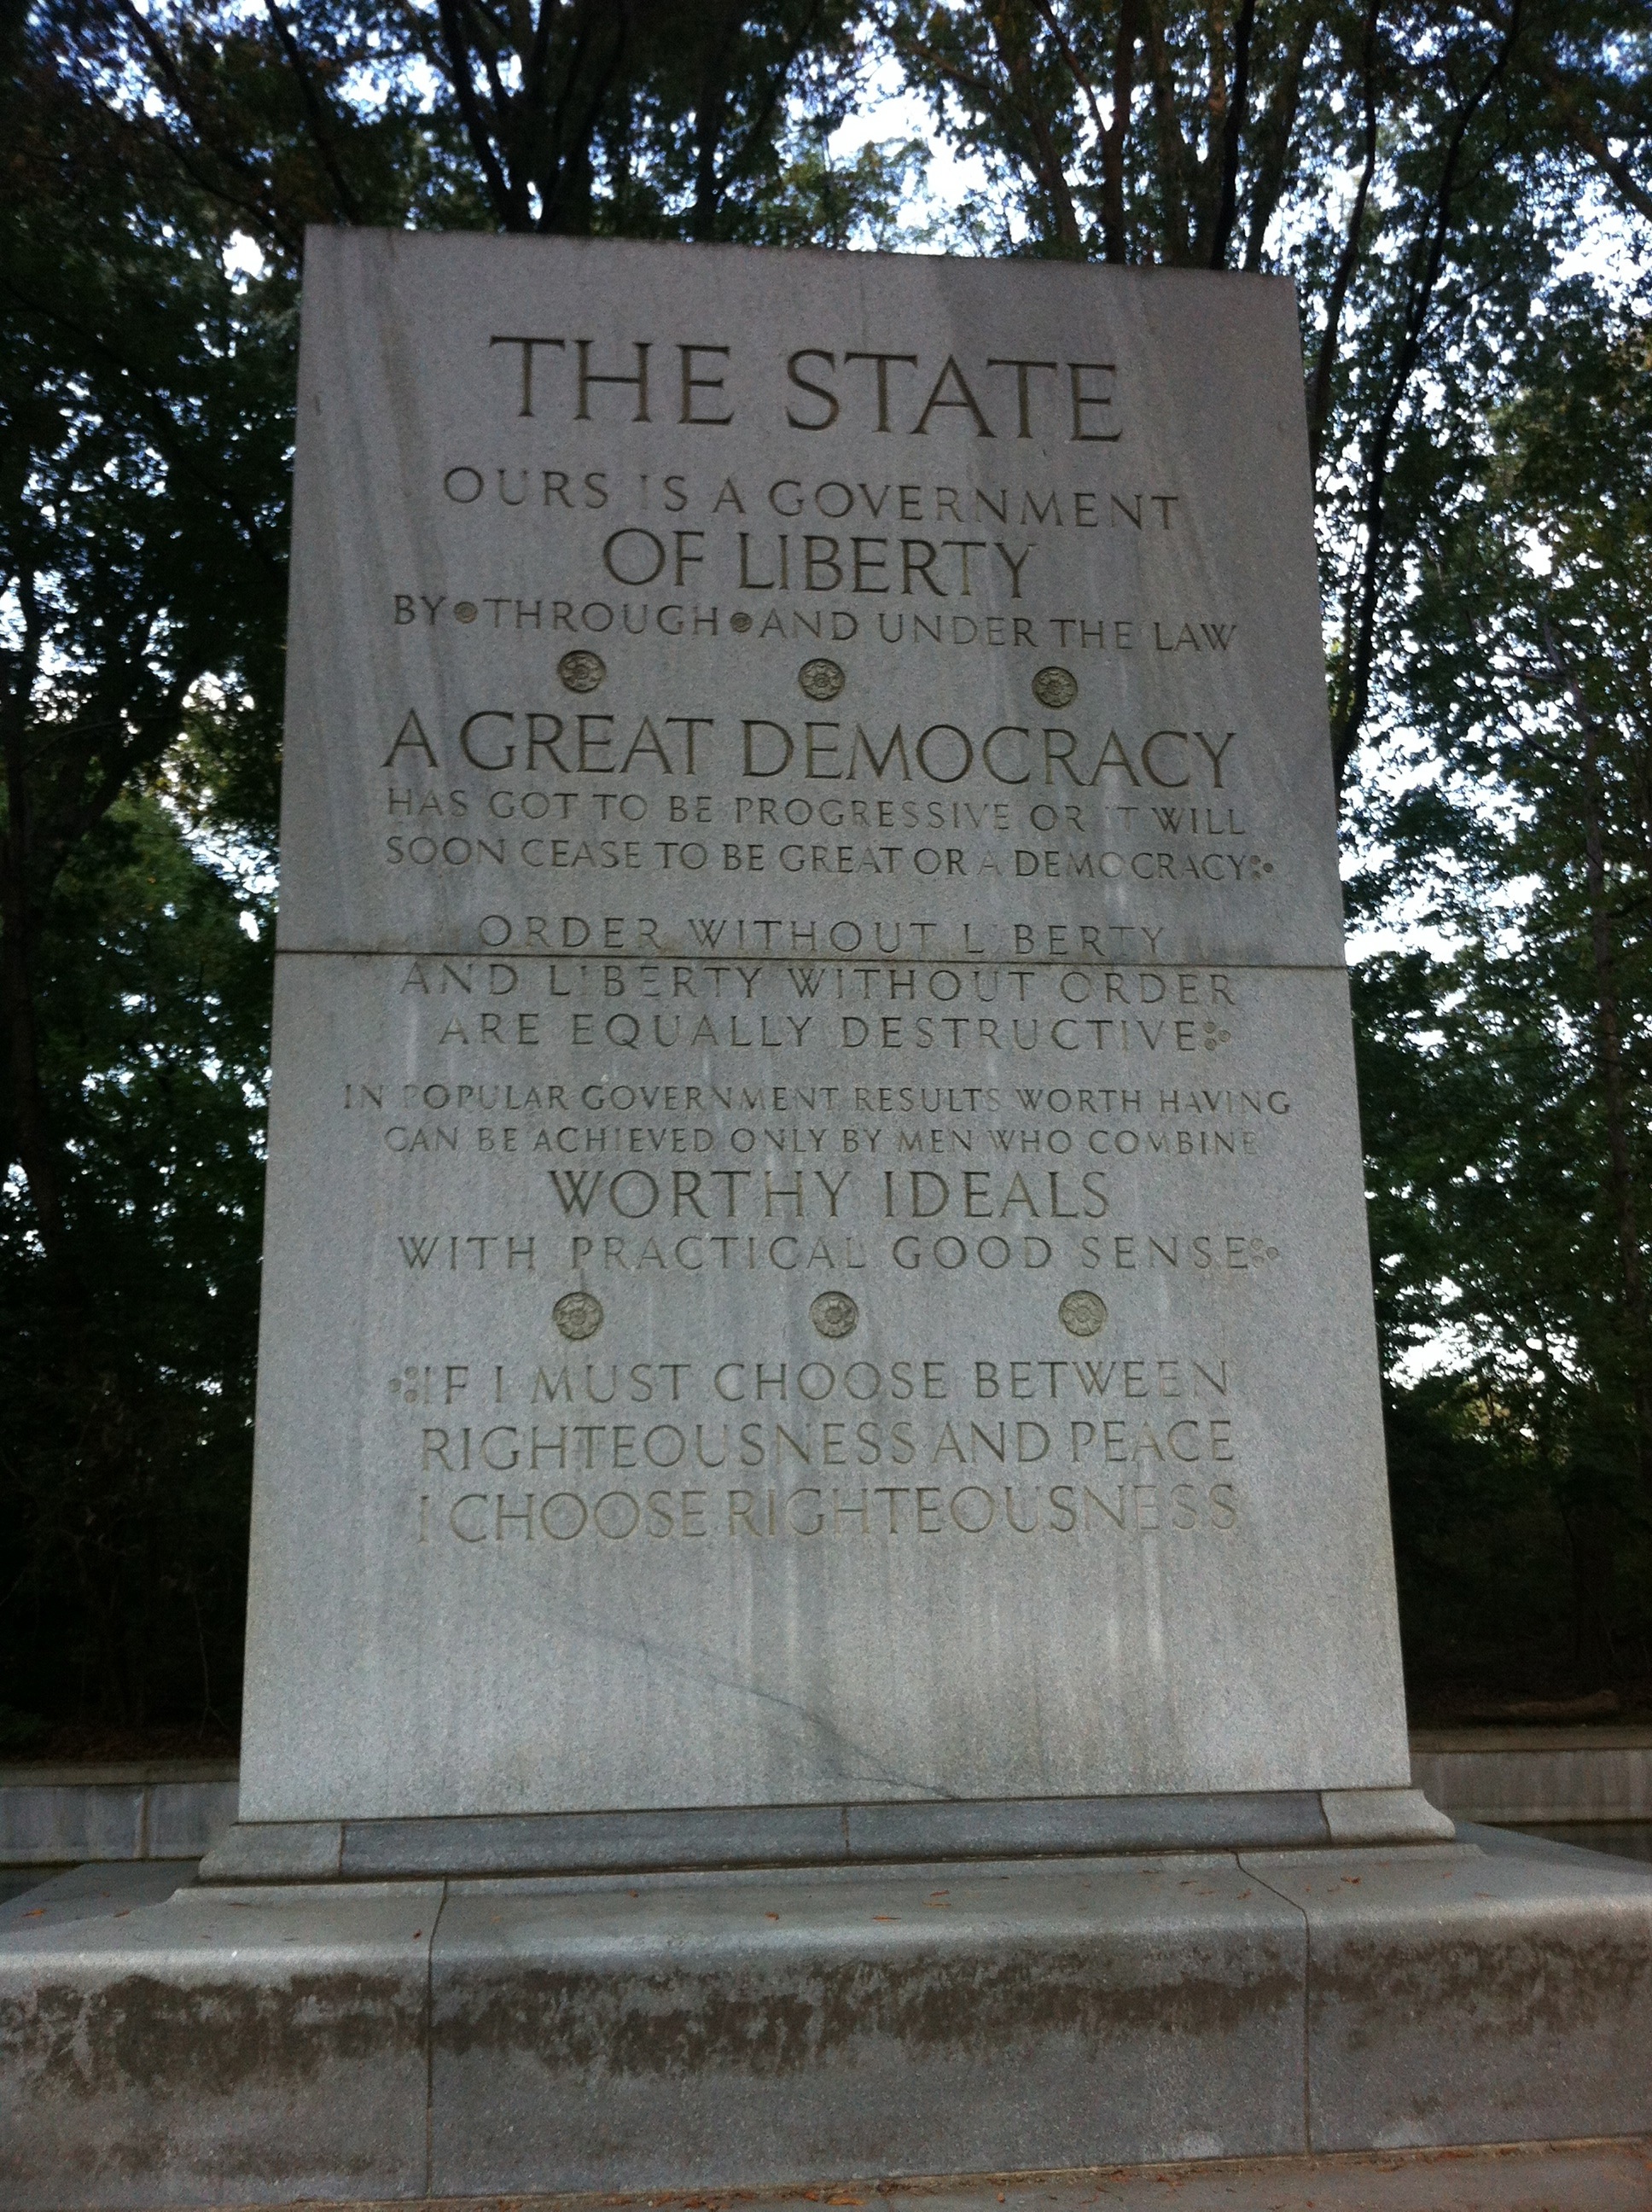 THE STATE
OURS IS A GOVERNMENT
OF LIBERTY
BY • THROUGH • AND UNDER THE LAW
A GREAT DEMOCRACY
HAS GOT TO BE PROGRESSIVE OR IT WILL
SOON CEASE TO BE GREAT OR A DEMOCRACY
ORDER WITHOUT LIBERTY
AND LIBERTY WITHOUT ORDER
ARE EQUALLY DESTRUCTIVE
IN POPULAR GOVERNMENT RESULTS WORTH HAVING
CAN BE ACHIEVED ONLY BY MEN WHO COMBINE
WORTHY IDEALS
WITH PRACTICAL GOOD SENSE
IF I MUST CHOOSE BETWEEN
RIGHTEOUSNESS AND PEACE
I CHOOSE RIGHTEOUSNESS